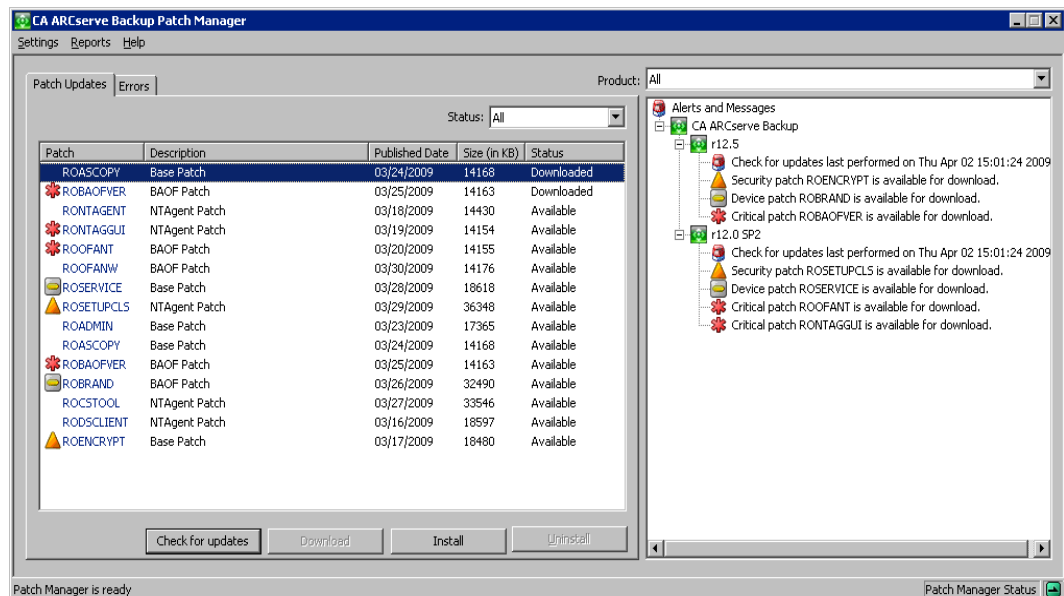 CA ARCserve Backup Patch Manager
Settings Reports Help
Patch Updates Errors
Status: All
Patch Description Published Date Size (in KB) Status
ROASCOPY Base Patch 03/24/2009 14168 Downloaded
ROBAOFVER BAOF Patch 03/25/2009 14163 Downloaded
RONTAGENT NTAgent Patch 03/18/2009 14430 Available
RONTAGGUI NTAgent Patch 03/19/2009 14154 Available
ROOFANT BAOF Patch 03/20/2009 14155 Available
ROOFANW BAOF Patch 03/30/2009 14176 Available
ROSERVICE Base Patch 03/28/2009 18618 Available
ROSETUPCLS NTAgent Patch 03/29/2009 36348 Available
ROADMIN Base Patch 03/23/2009 17365 Available
ROASCOPY Base Patch 03/24/2009 14168 Available
ROBAOFVER BAOF Patch 03/25/2009 14163 Available
ROBRAND BAOF Patch 03/26/2009 32490 Available
ROCSTOOL NTAgent Patch 03/27/2009 33546 Available
RODSCLIENT NTAgent Patch 03/16/2009 18597 Available
ROENCRYPT Base Patch 03/17/2009 18480 Available
Check for updates Download Install Uninstall
Product: All
Alerts and Messages
CA ARCserve Backup
r12.5
Check for updates last performed on Thu Apr 02 15:01:24 2009
Security patch ROENCRYPT is available for download.
Device patch ROBRAND is available for download.
Critical patch ROBAOFVER is available for download.
r12.0 SP2
Check for updates last performed on Thu Apr 02 15:01:24 2009
Security patch ROSETUPCLS is available for download.
Device patch ROSERVICE is available for download.
Critical patch ROOFANT is available for download.
Critical patch RONTAGGUI is available for download.
Patch Manager is ready
Patch Manager Status